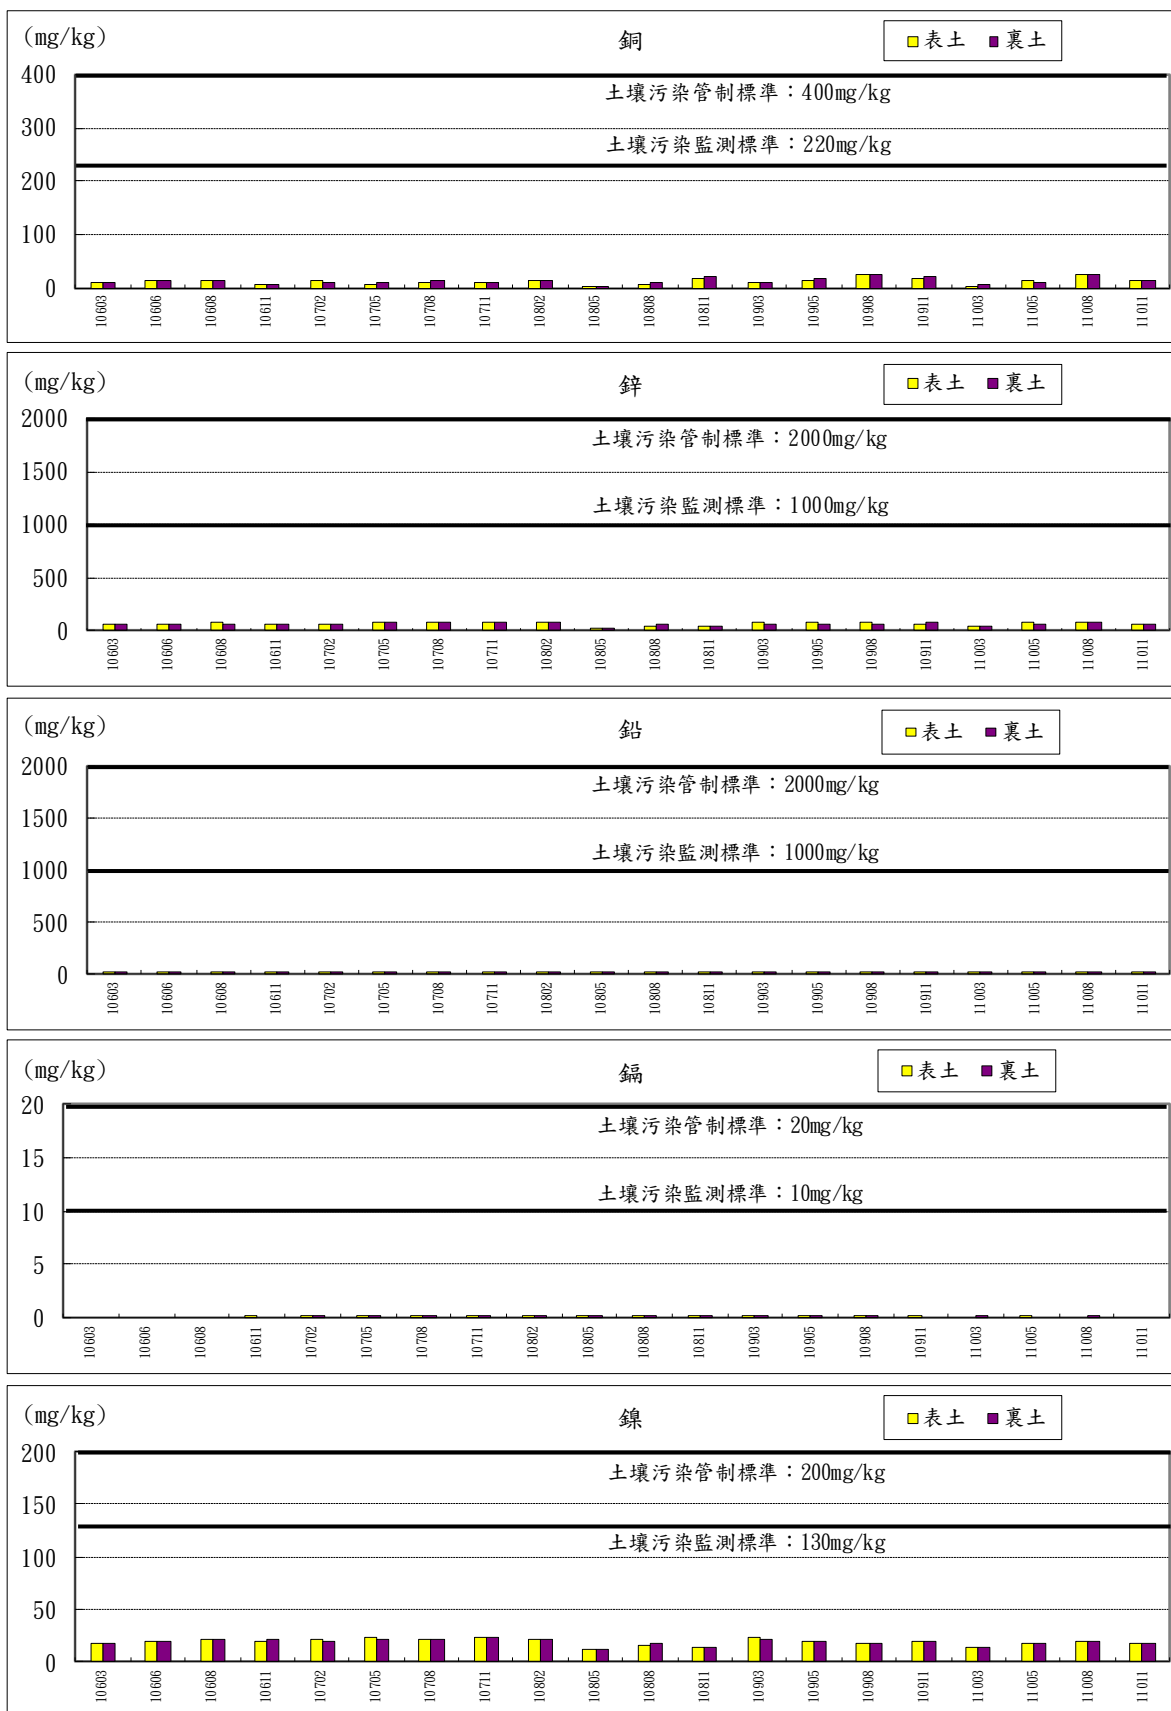 (mg/kg)
銅
表土 裏土
400
土壤污染管制標準：400mg/kg
300
土壤污染監測標準：220mg/kg
200
100
0
10603 10606 10608 10611 10702 10705 10708 10711 10802 10805 10808 10811 10903 10905 10908 10911 11003 11005 11008 11011
(mg/kg)
鋅
表土 裏土
2000
土壤污染管制標準：2000mg/kg
1500
土壤污染監測標準：1000mg/kg
1000
500
0
10603 10606 10608 10611 10702 10705 10708 10711 10802 10805 10808 10811 10903 10905 10908 10911 11003 11005 11008 11011
(mg/kg)
鉛
表土 裏土
2000
土壤污染管制標準：2000mg/kg
1500
土壤污染監測標準：1000mg/kg
1000
500
0
10603 10606 10608 10611 10702 10705 10708 10711 10802 10805 10808 10811 10903 10905 10908 10911 11003 11005 11008 11011
(mg/kg)
鎘
表土 裏土
20
土壤污染管制標準：20mg/kg
15
土壤污染監測標準：10mg/kg
10
5
0
10603 10606 10608 10611 10702 10705 10708 10711 10802 10805 10808 10811 10903 10905 10908 10911 11003 11005 11008 11011
(mg/kg)
鎳
表土 裏土
200
土壤污染管制標準：200mg/kg
150
土壤污染監測標準：130mg/kg
100
50
0
10603 10606 10608 10611 10702 10705 10708 10711 10802 10805 10808 10811 10903 10905 10908 10911 11003 11005 11008 11011